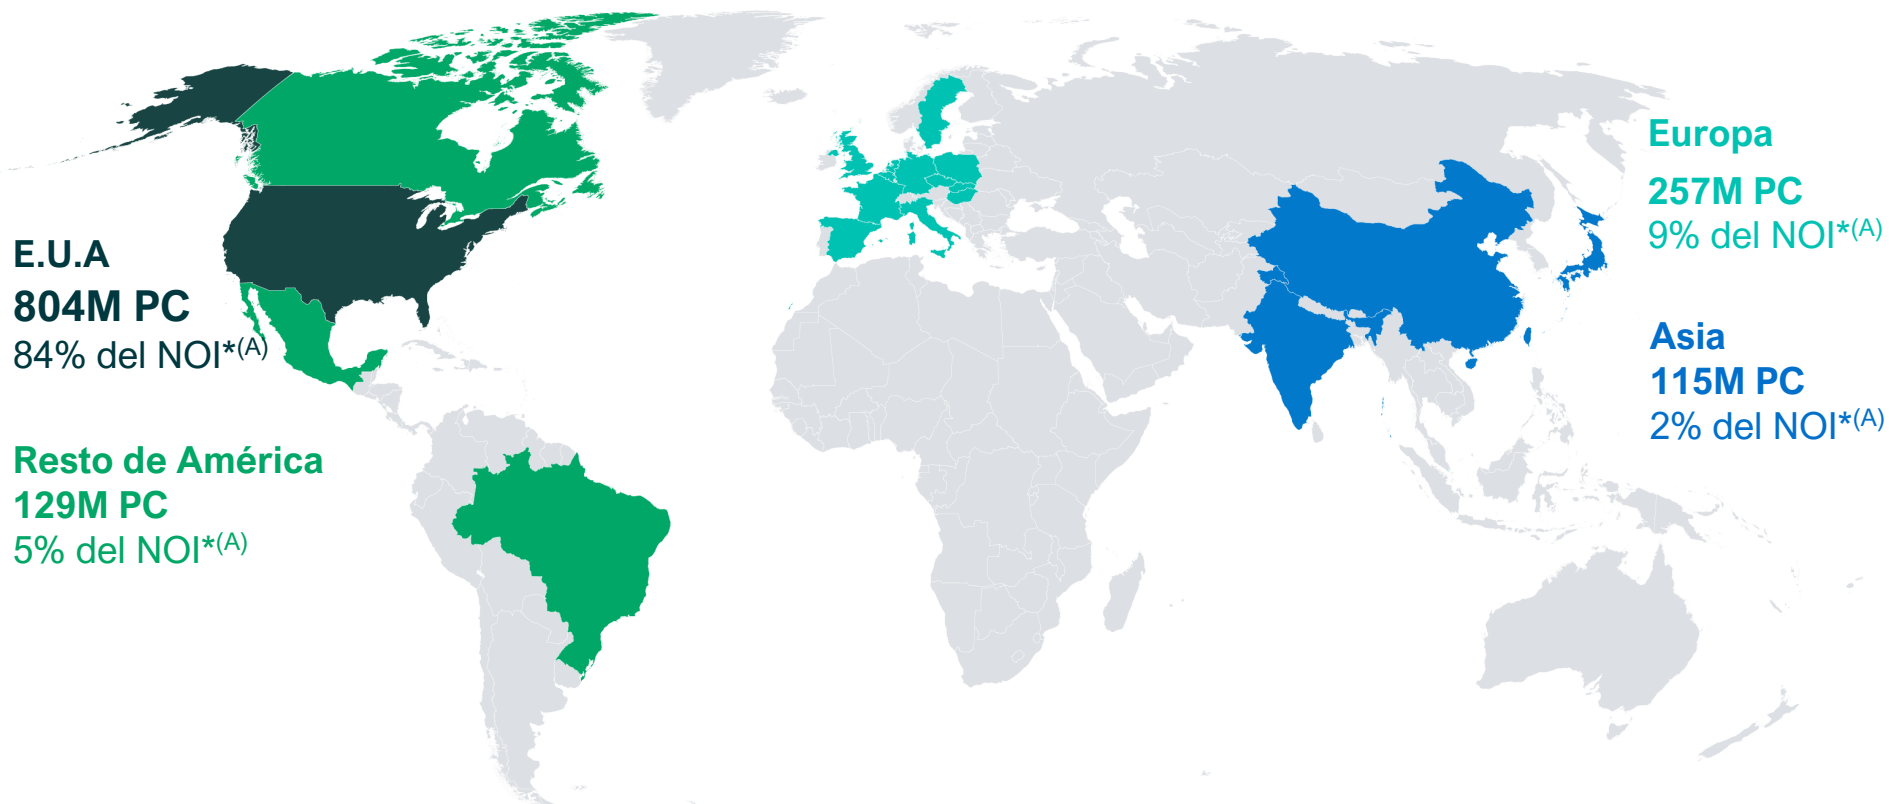 E.U.A
804M PC
84% del NOI*(A)
Resto de América
129M PC
5% del NOI*(A)
Europa
257M PC
9% del NOI*(A)
Asia
115M PC
2% del NOI*(A)